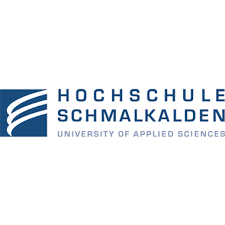 HOCHSCHULE
SCHMALKALDEN
UNIVERSITY OF APPLIED SCIENCES